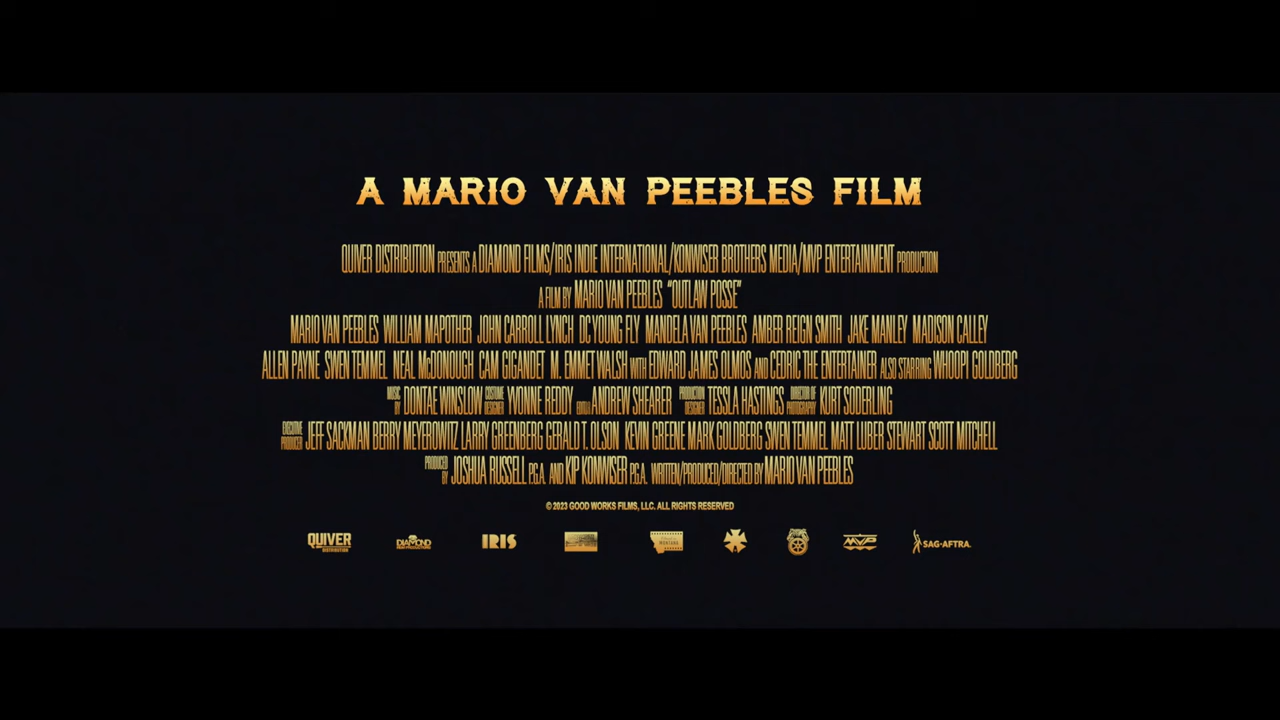 A MARIO VAN PEEBLES FILM
QUIVER DISTRIBUTION PRESENTS A DIAMOND FILMS/IRIS INDIE INTERNATIONAL/KONWISER BROTHERS MEDIA/MVP ENTERTAINMENT PRODUCTION
A FILM BY MARIO VAN PEEBLES "OUTLAW POSSE"
MARIO VAN PEEBLES WILLIAM MAPOTHER JOHN CARROLL LYNCH DC YOUNG FLY MANDELA VAN PEEBLES AMBER REIGN SMITH JAKE MANLEY MADISON CALLEY
ALLEN PAYNE SWEN TEMMEL NEAL McDONOUGH CAM GIGANDET M. EMMET WALSH WITH EDWARD JAMES OLMOS AND CEDRIC THE ENTERTAINER ALSO STARRING WHOOPI GOLDBERG
MUSIC BY DONTAE WINSLOW COSTUME DESIGNER YVONNE REDDY ANDREW SHEARER PRODUCTION DESIGNER TESSLA HASTINGS DIRECTOR OF PHOTOGRAPHY KURT SODERLING
EXECUTIVE PRODUCER JEFF SACKMAN BERRY MEYEROWITZ LARRY GREENBERG GERALD T. OLSON KEVIN GREENE MARK GOLDBERG SWEN TEMMEL MATT LUBER STEWART SCOTT MITCHELL
PRODUCED BY JOSHUA RUSSELL P.G.A. AND KIP KONWISER P.G.A. WRITTEN/PRODUCED/DIRECTED BY MARIO VAN PEEBLES
© 2023 GOOD WORKS FILMS, LLC. ALL RIGHTS RESERVED
QUIVER DISTRIBUTION DIAMOND IRIS MONTANA MVP SAG-AFTRA